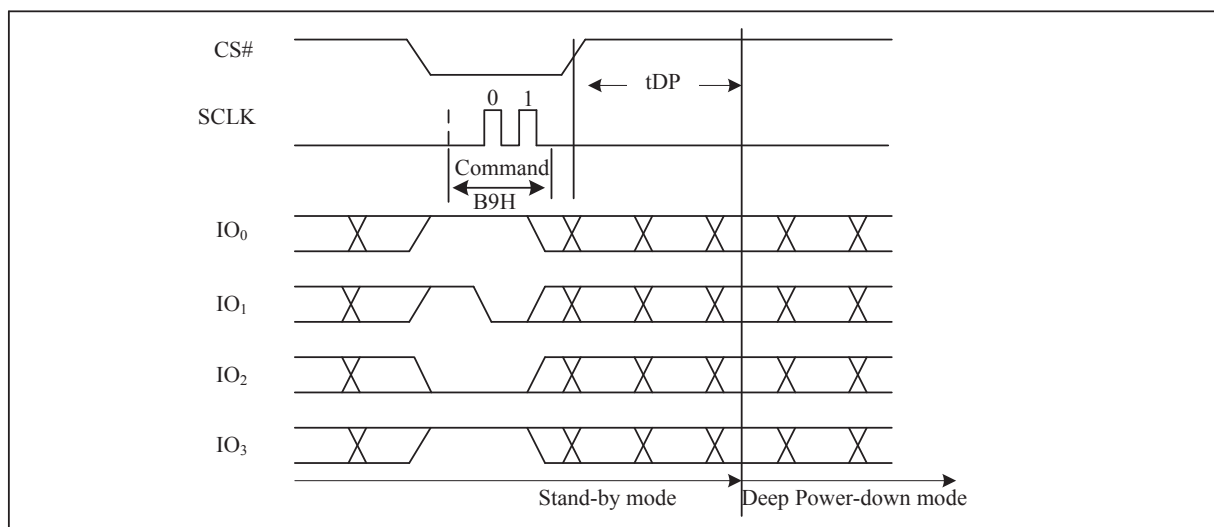 CS#
tDP
SCLK
0 1
Command
B9H
IO₀
IO₁
IO₂
IO₃
Stand-by mode
Deep Power-down mode